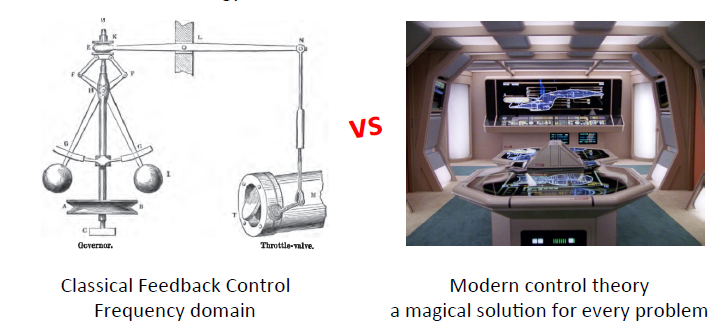 VS
Governor.
Throttle-valve.
Classical Feedback Control
Frequency domain
Modern control theory
a magical solution for every problem